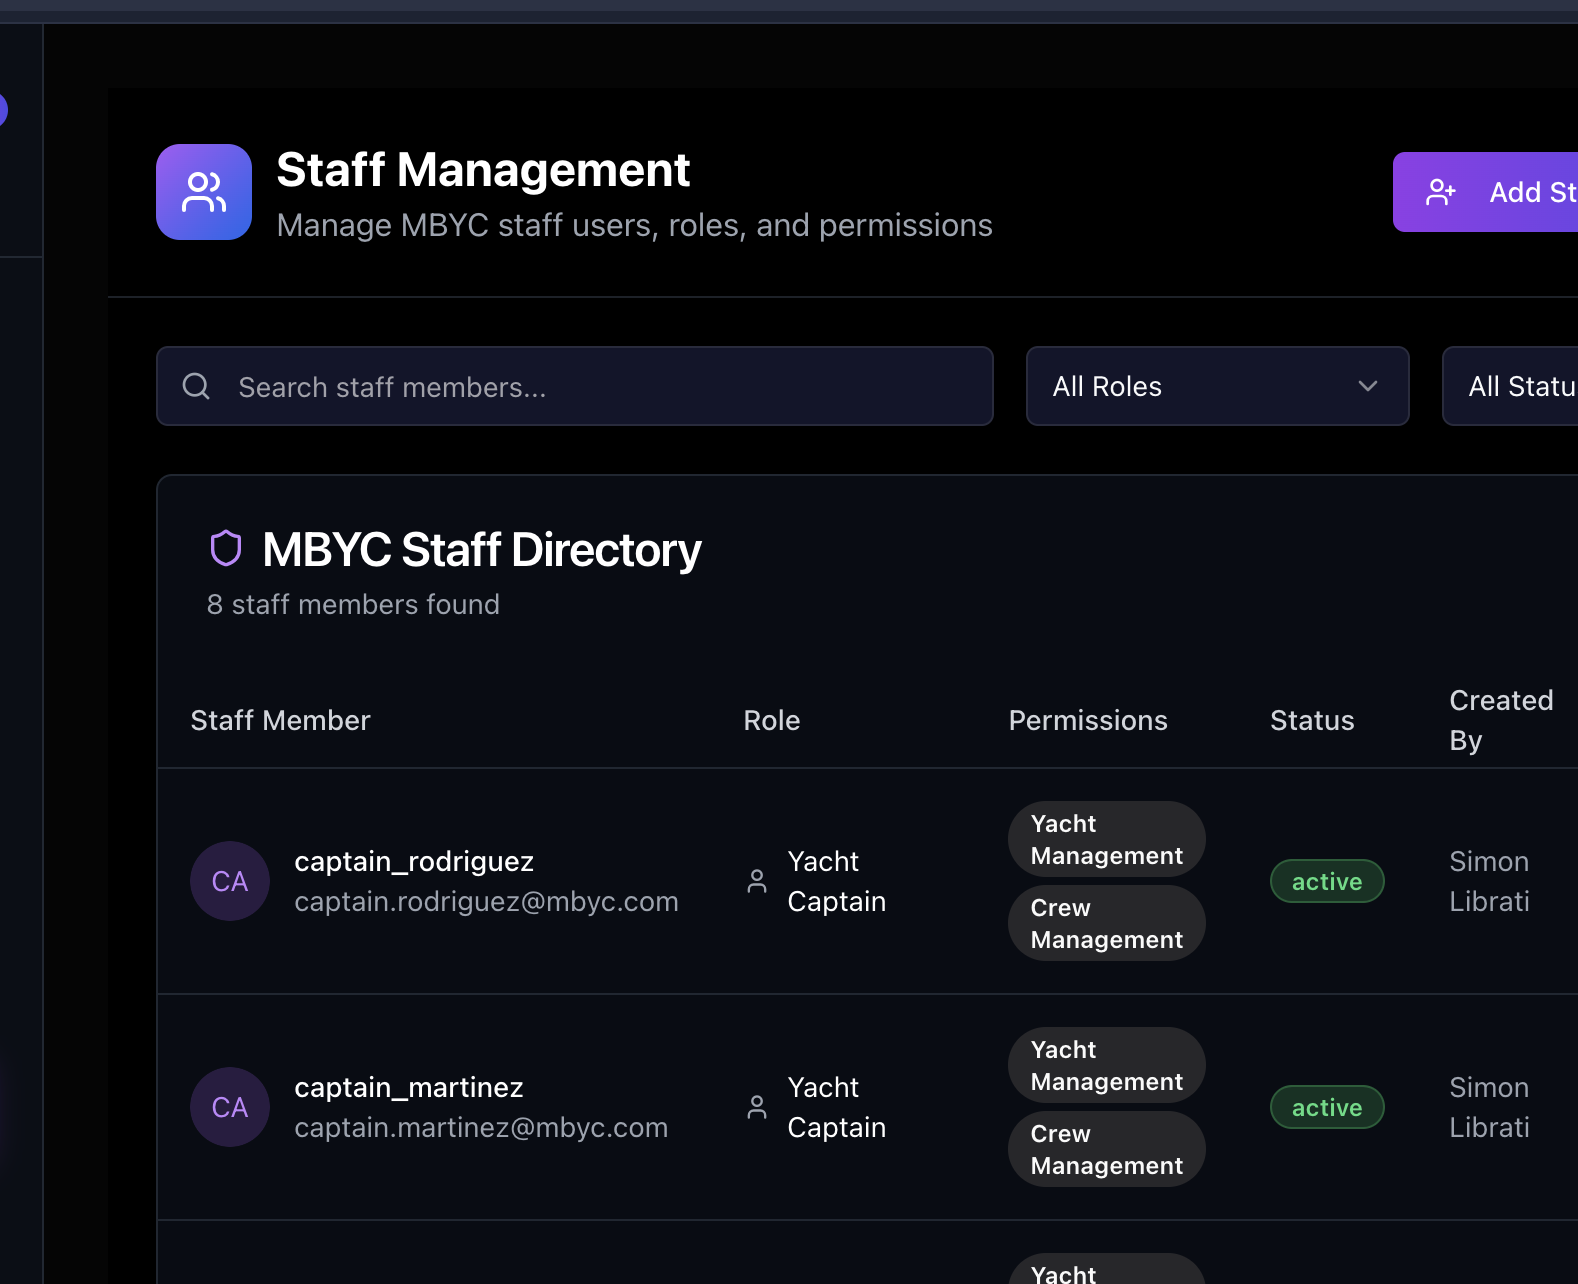 Staff Management
Manage MBYC staff users, roles, and permissions
Add
Search staff members...
All Roles
All
MBYC Staff Directory
8 staff members found
Staff Member
Role
Permissions
Status
Created
By
CA
captain_rodriguez
captain.rodriguez@mbyc.com
Yacht
Captain
Yacht
Management
Crew
Management
active
Simon
Librati
CA
captain_martinez
captain.martinez@mbyc.com
Yacht
Captain
Yacht
Management
Crew
Management
active
Simon
Librati
Yacht